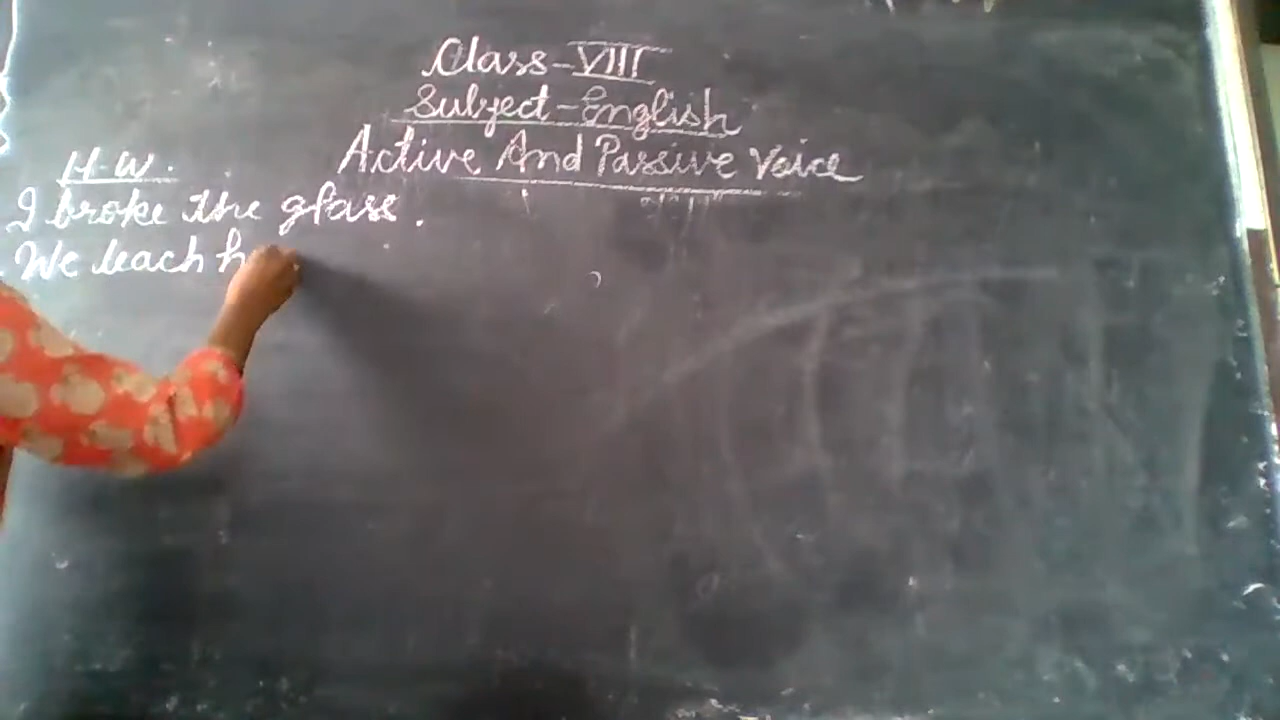 Class-VIII
Subject-English
Active And Passive Voice
H.W.
I broke the glass.
We teach h